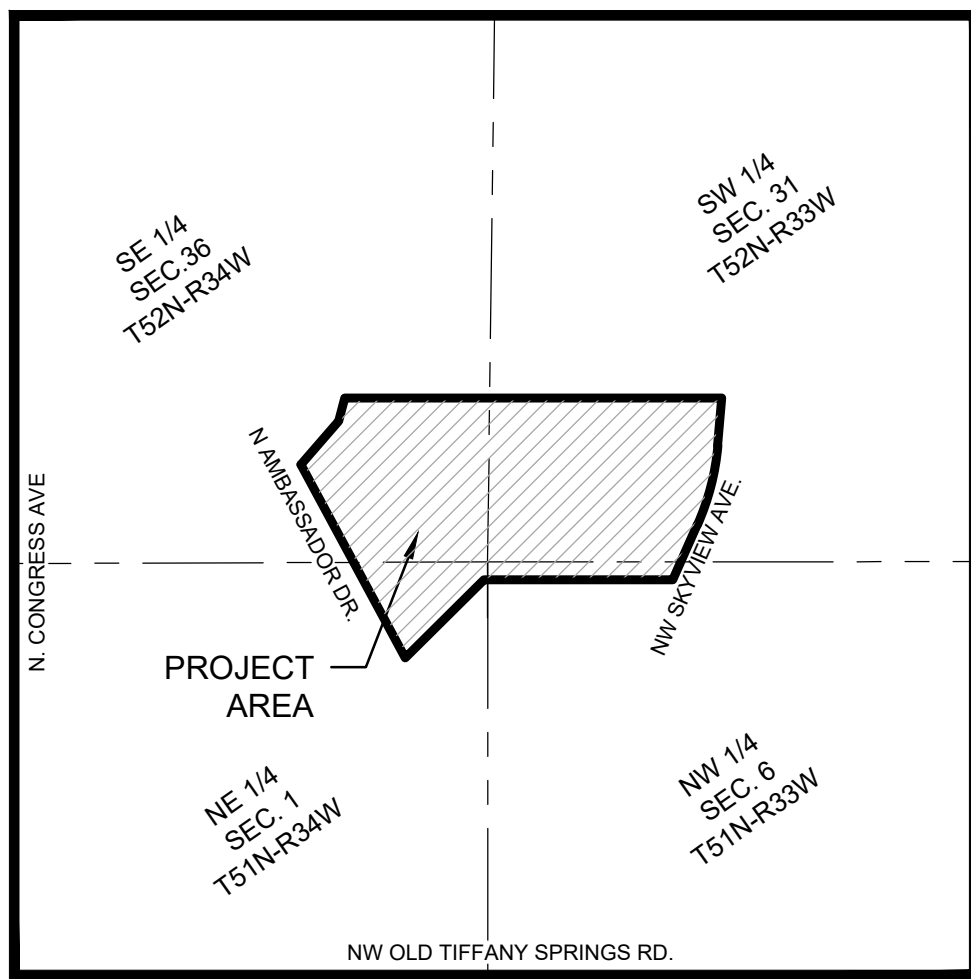 SE 1/4
SEC.36
T52N-R34W
SW 1/4
SEC. 31
T52N-R33W
N. CONGRESS AVE
N AMBASSADOR DR.
NW SKYVIEW AVE.
PROJECT
AREA
NE 1/4
SEC. 1
T51N-R34W
NW 1/4
SEC. 6
T51N-R33W
NW OLD TIFFANY SPRINGS RD.